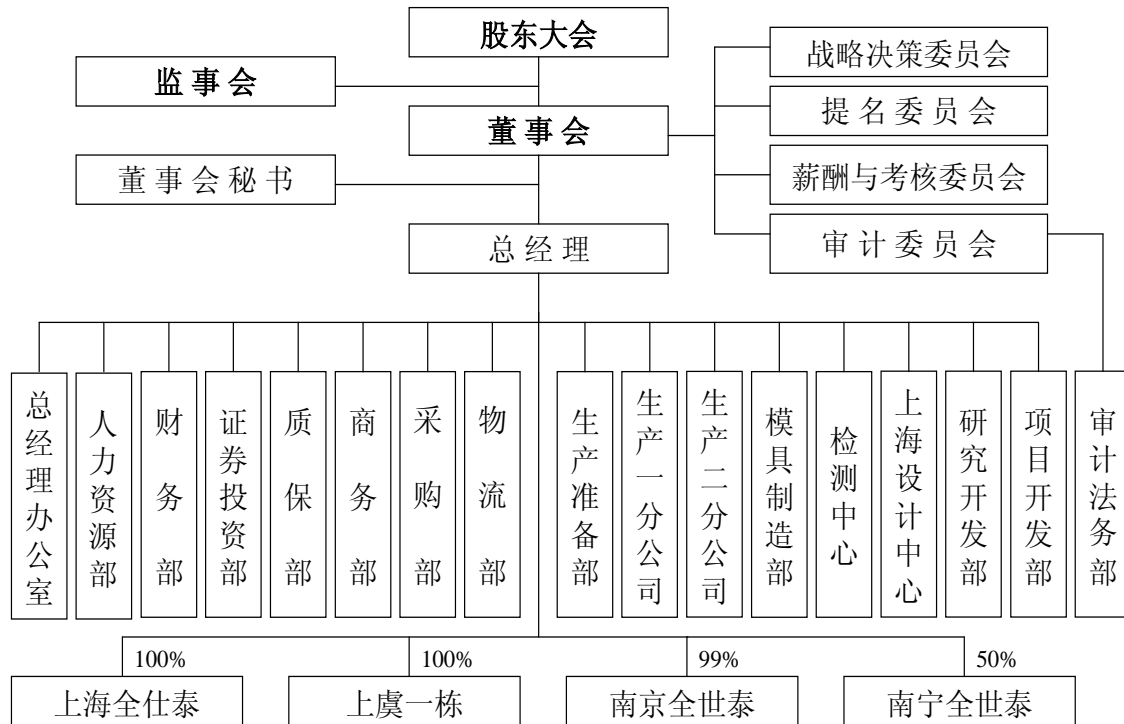 股东大会
监 事 会
战略决策委员会
提 名 委 员 会
董 事 会
董 事 会 秘 书
薪酬与考核委员会
总 经 理
审 计 委 员 会
总经理办公室
人力资源部
财务部
证券投资部
质保部
商务部
采购部
物流部
生产准备部
生产一分公司
生产二分公司
模具制造部
检测中心
上海设计中心
研究开发部
项目开发部
审计法务部
100%
100%
99%
50%
上海全仕泰
上虞一栋
南京全世泰
南宁全世泰